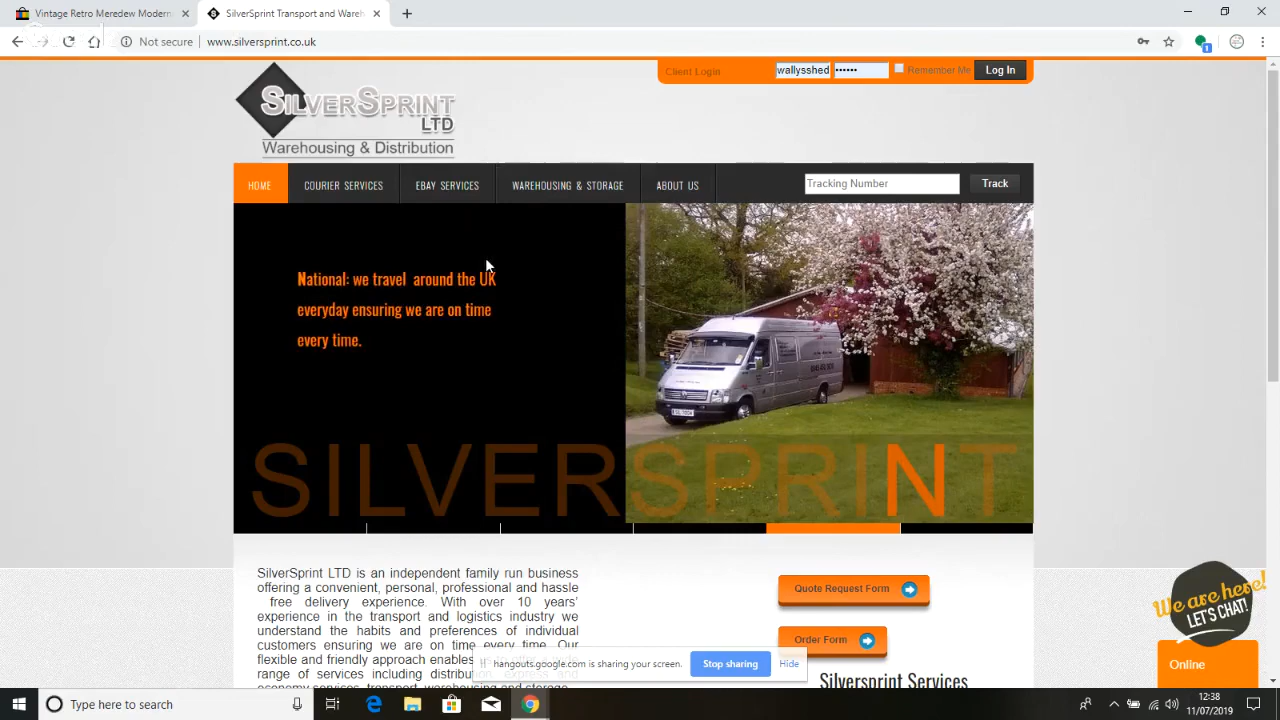 Vintage Retro Meredew Modern
SilverSprint Transport and Wareh
Not secure
www.silversprint.co.uk
1
Client Login
wallysshed
••••••
Remember Me
Log In
SILVERSPRINT
LTD
Warehousing & Distribution
HOME
COURIER SERVICES
EBAY SERVICES
WAREHOUSING & STORAGE
ABOUT US
Tracking Number
Track
National: we travel around the UK
everyday ensuring we are on time
every time.
SILVERSPRINT
SilverSprint LTD is an independent family run business
offering a convenient, personal, professional and hassle
free delivery experience. With over 10 years'
experience in the transport and logistics industry we
understand the habits and preferences of individual
customers ensuring we are on time every time. Our
flexible and friendly approach enables
range of services including distribution, express and
economy services, transport, warehousing and storage
Quote Request Form
Order Form
Silversprint Services
We are here!
LET'S CHAT!
Online
hangouts.google.com is sharing your screen.
Stop sharing
Hide
Type here to search
12:38
11/07/2019